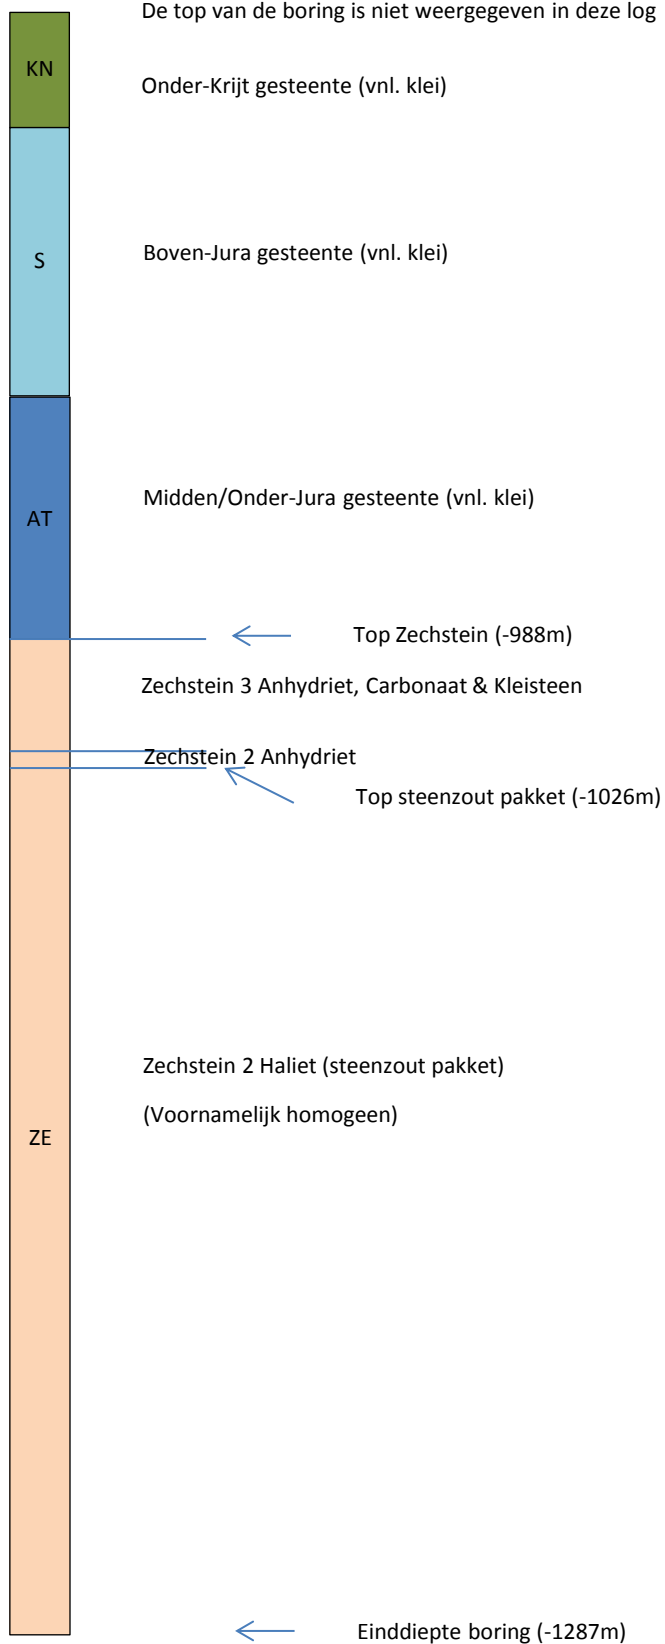 De top van de boring is niet weergegeven in deze log
KN
Onder-Krijt gesteente (vnl. klei)
S
Boven-Jura gesteente (vnl. klei)
Midden/Onder-Jura gesteente (vnl. klei)
AT
Top Zechstein (-988m)
Zechstein 3 Anhydriet, Carbonaat & Kleisteen
Zechstein 2 Anhydriet
Top steenzout pakket (-1026m)
Zechstein 2 Haliet (steenzout pakket)
(Voornamelijk homogeen)
ZE
Einddiepte boring (-1287m)